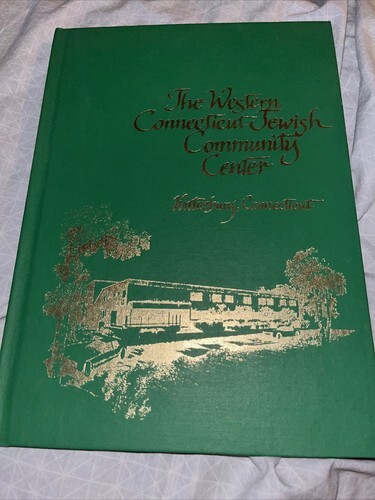 The Western
Connecticut Jewish
Community
Center
Waterbury, Connecticut